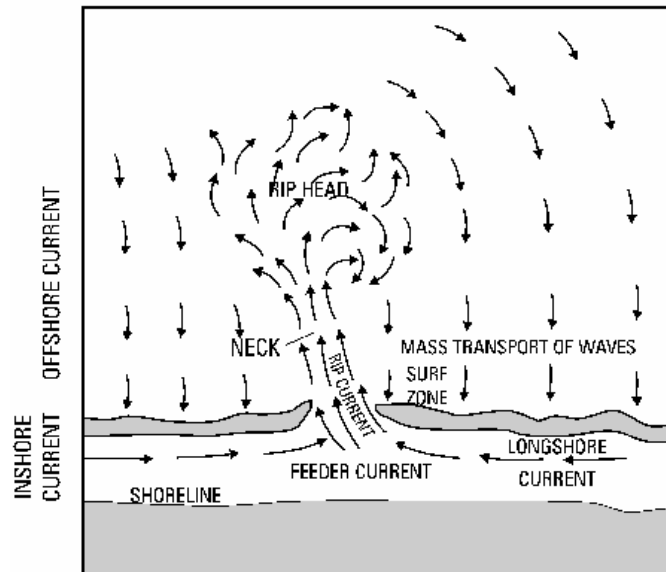 RIP HEAD
OFFSHORE CURRENT
NECK
RIP CURRENT
MASS TRANSPORT OF WAVES
SURF
ZONE
INSHORE
CURRENT
FEEDER CURRENT
LONGSHORE
CURRENT
SHORELINE